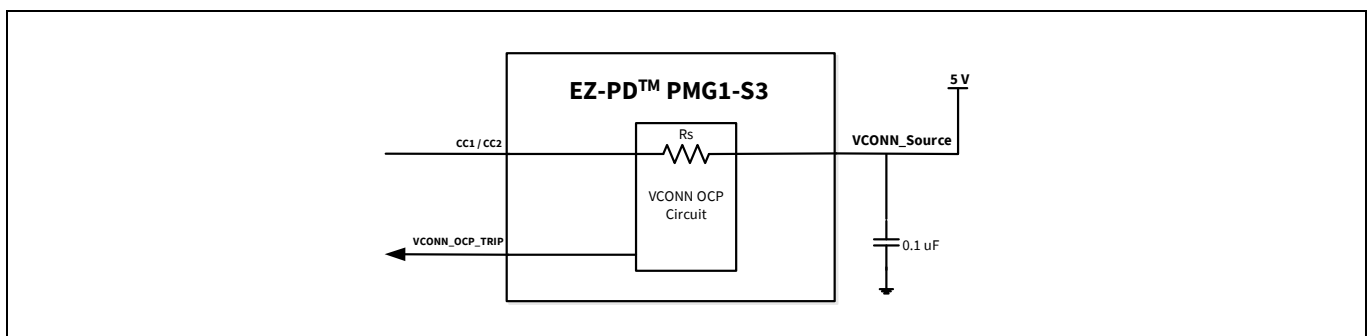 EZ-PD™ PMG1-S3
5 V
Rs
CC1 / CC2
VCONN_Source
VCONN OCP
Circuit
VCONN_OCP_TRIP
0.1 uF